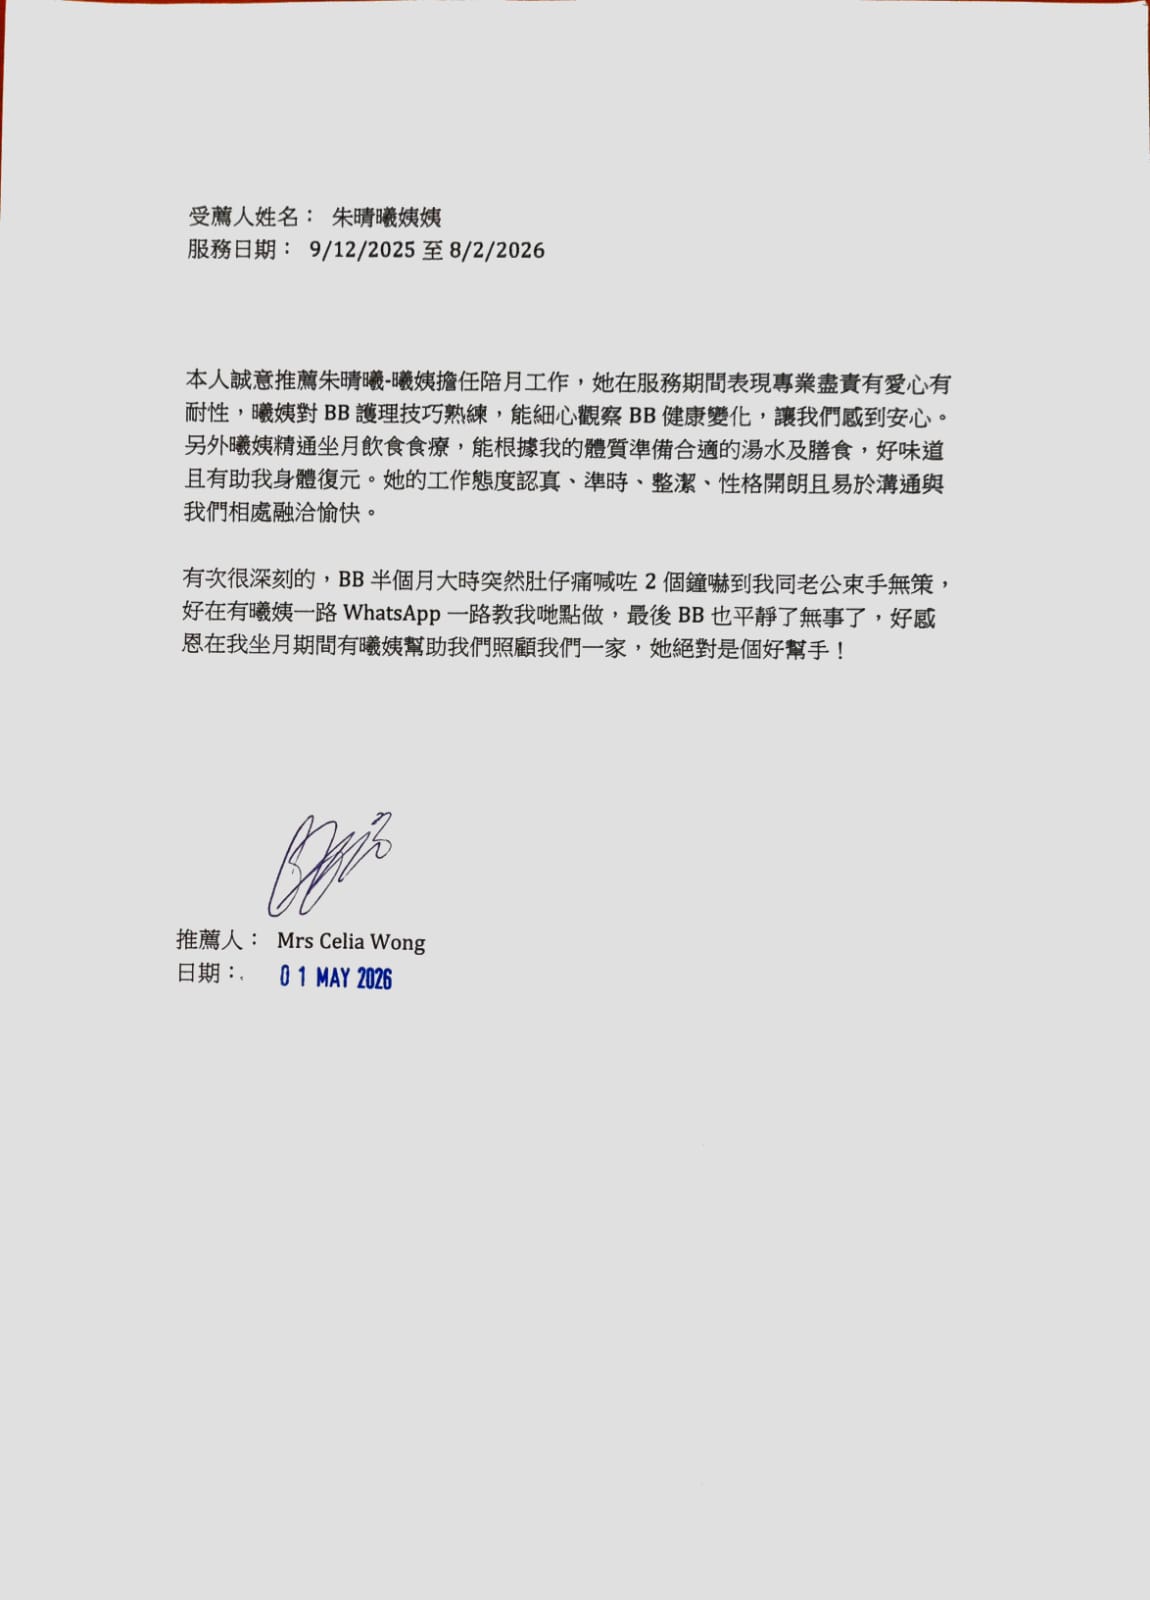 受薦人姓名： 朱晴曦姨姨
服務日期： 9/12/2025 至 8/2/2026
本人誠意推薦朱晴曦-曦姨擔任陪月工作，她在服務期間表現專業盡責有愛心有
耐性，曦姨對 BB 護理技巧熟練，能細心觀察 BB 健康變化，讓我們感到安心。
另外曦姨精通坐月飲食食療，能根據我的體質準備合適的湯水及膳食，好味道
且有助我身體復元。她的工作態度認真、準時、整潔、性格開朗且易於溝通與
我們相處融洽愉快。
有次很深刻的，BB 半個月大時突然肚仔痛喊咗 2 個鐘嚇到我同老公束手無策，
好在有曦姨一路 WhatsApp 一路教我哋點做，最後 BB 也平靜了無事了，好感
恩在我坐月期間有曦姨幫助我們照顧我們一家，她絕對是個好幫手！
推薦人： Mrs Celia Wong
日期：. 01 MAY 2026